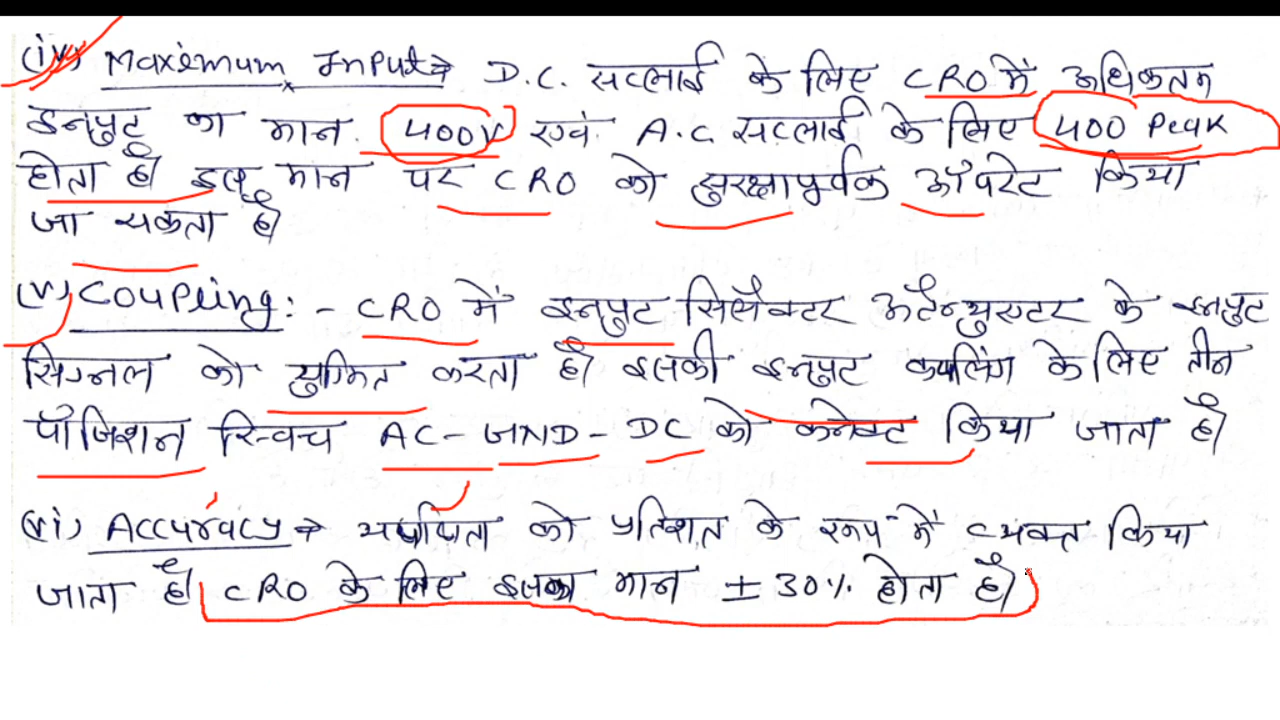 (iv) Maximum Input → D.C. सप्लाई के लिए CRO में अधिकतम
इनपुट का मान 400V एवं A.C सप्लाई के लिए 400 Peak
होता है। इस मान पर CRO को सुरक्षापूर्वक ऑपरेट किया
जा सकता है।
(v) Coupling :- CRO में इनपुट सिलैक्टर अटैन्युएटर के इनपुट
सिग्नल को युग्मित करता है। इसकी इनपुट कपलिंग के लिए तीन
पॉजिशन स्विच AC - GND - DC को कनेक्ट किया जाता है।
(vi) Accuracy → यर्थाथता को प्रतिशत के रूप में व्यक्त किया
जाता है। CRO के लिए इसका मान ± 30% होता है।